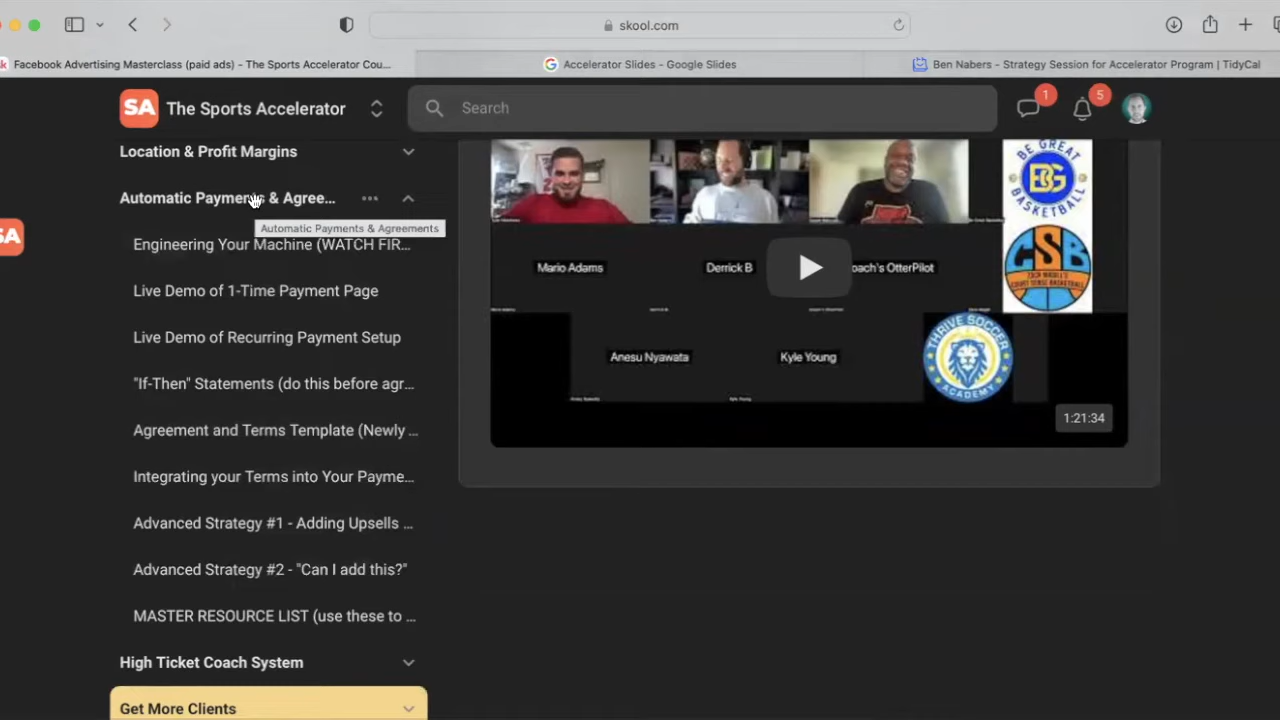 skool.com
Facebook Advertising Masterclass (paid ads) - The Sports Accelerator Cou...
Accelerator Slides - Google Slides
Ben Nabers - Strategy Session for Accelerator Program | TidyCal
SA
The Sports Accelerator
Search
1
5
Location & Profit Margins
Automatic Payments & Agree...
Automatic Payments & Agreements
SA
Engineering Your Machine (WATCH FIR...
Live Demo of 1-Time Payment Page
Live Demo of Recurring Payment Setup
"If-Then" Statements (do this before agr...
Agreement and Terms Template (Newly ...
Integrating your Terms into Your Payme...
Advanced Strategy #1 - Adding Upsells ...
Advanced Strategy #2 - "Can I add this?"
MASTER RESOURCE LIST (use these to ...
High Ticket Coach System
Get More Clients
BE GREAT
BG
BASKETBALL
Mario Adams
Derrick B
oach's OtterPilot
CSB
COURT SENSE BASKETBALL
Anesu Nyawata
Kyle Young
THRIVE SOCCER
ACADEMY
1:21:34